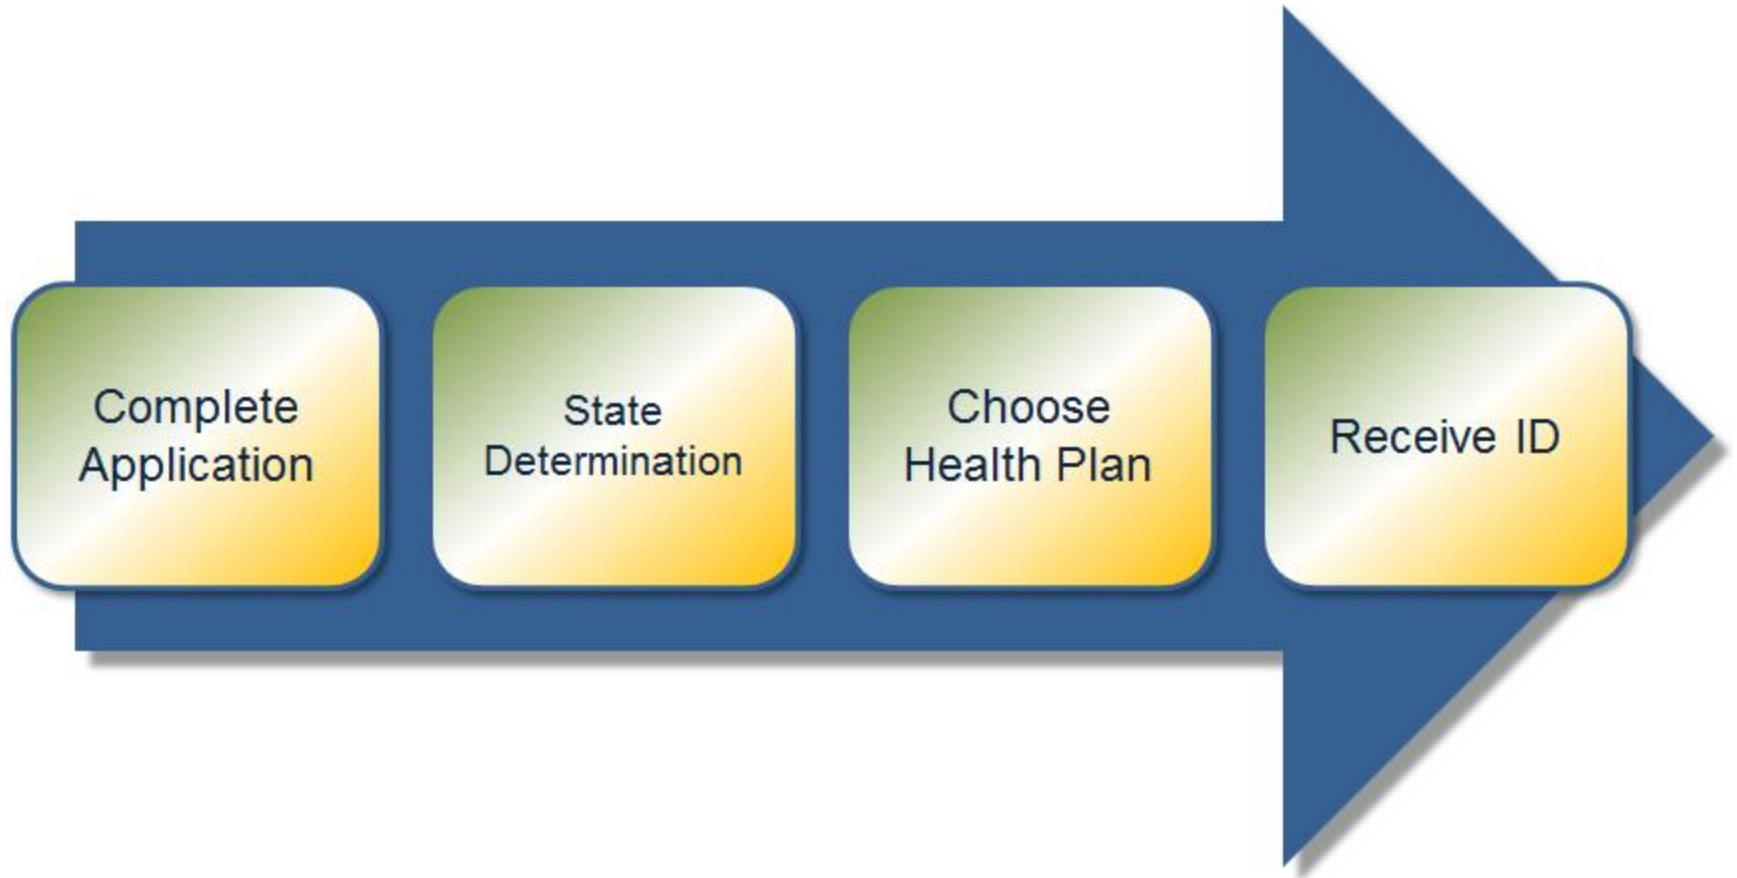 Complete
Application
State
Determination
Choose
Health Plan
Receive ID